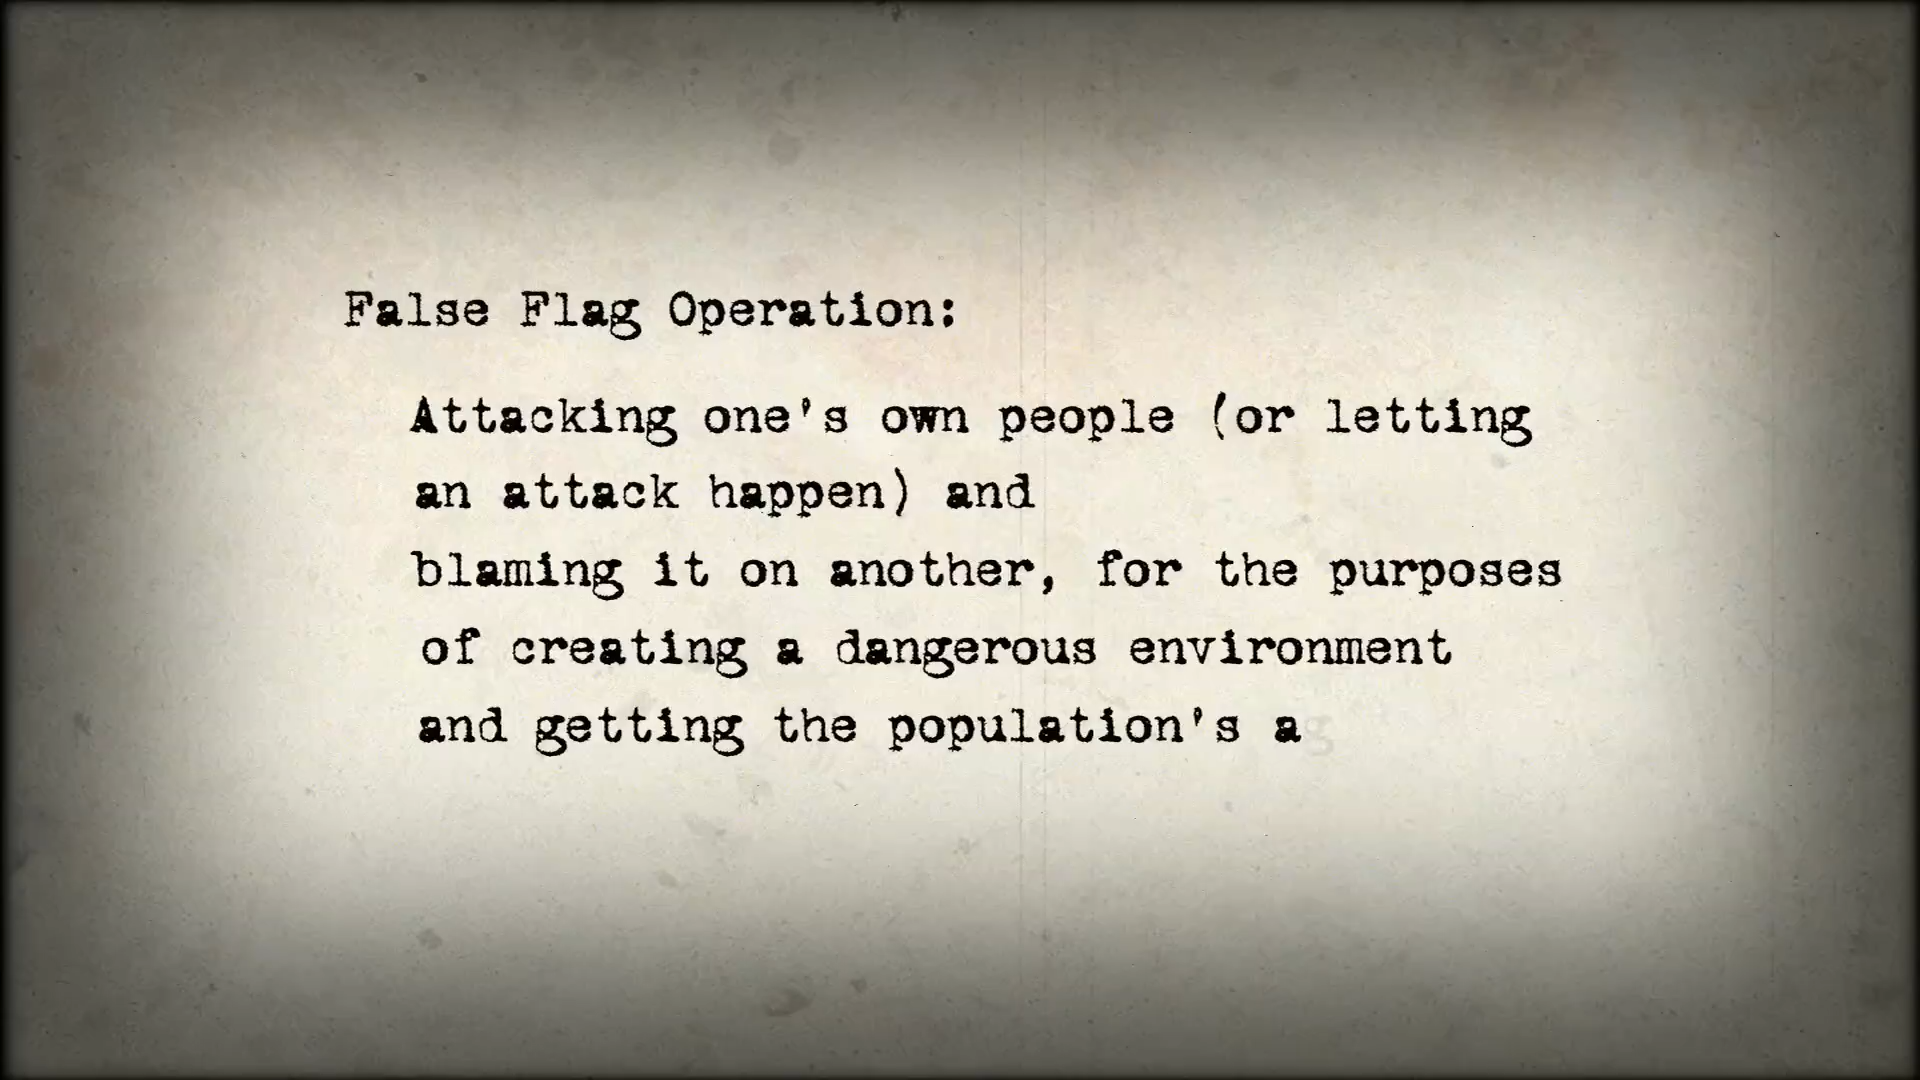 False Flag Operation:
Attacking one's own people (or letting
an attack happen) and
blaming it on another, for the purposes
of creating a dangerous environment
and getting the population's ag